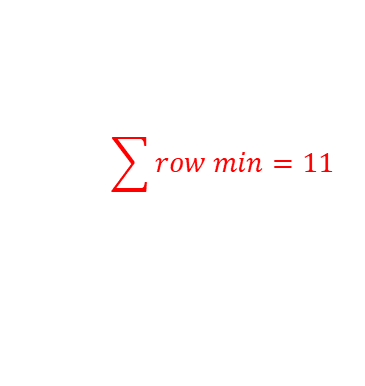 ∑ row min = 11